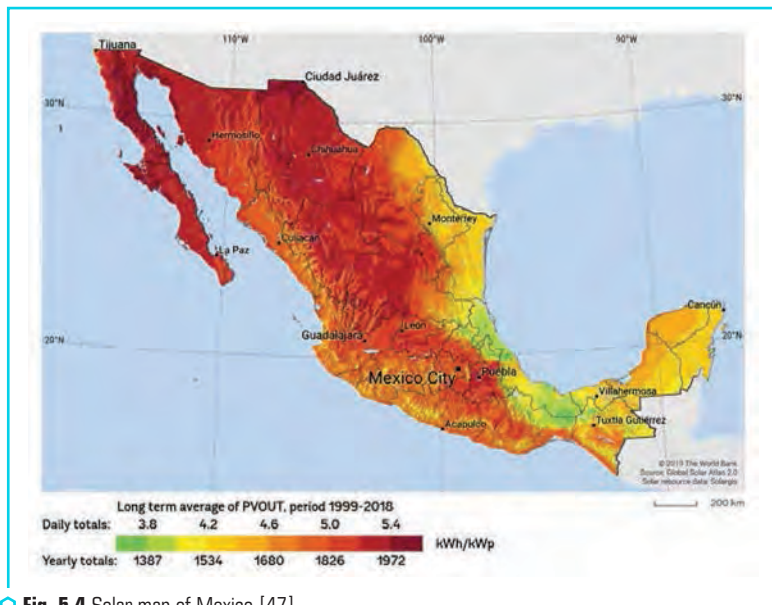 110°W
100°W
90°W
Tijuana
Ciudad Juárez
30°N
30°N
Hermosillo
Chihuahua
Monterrey
La Paz
Culiacán
Cancún
20°N
León
20°N
Guadalajara
Mexico City
Puebla
Villahermosa
Acapulco
Tuxtla Gutiérrez
© 2019 The World Bank
Source: Global Solar Atlas 2.0
Solar resource data: Solargis
200 km
Long term average of PVOUT, period 1999-2018
Daily totals: 3.8 4.2 4.6 5.0 5.4
kWh/kWp
Yearly totals: 1387 1534 1680 1826 1972
Fig. 5.4 Solar map of Mexico [47]